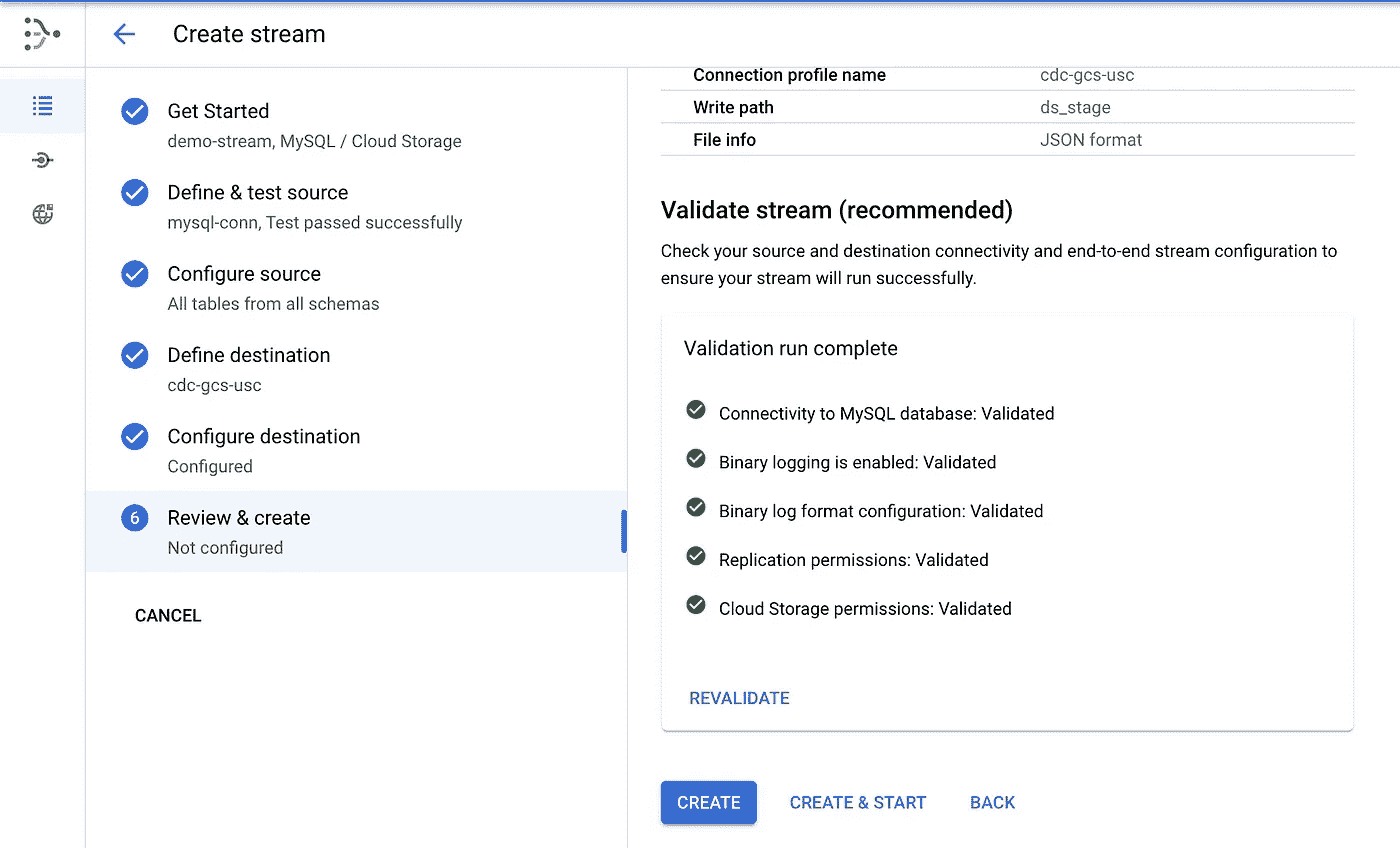 Create stream
Get Started
demo-stream, MySQL / Cloud Storage
Define & test source
mysql-conn, Test passed successfully
Configure source
All tables from all schemas
Define destination
cdc-gcs-usc
Configure destination
Configured
6
Review & create
Not configured
CANCEL
Connection profile name cdc-gcs-usc
Write path ds_stage
File info JSON format
Validate stream (recommended)
Check your source and destination connectivity and end-to-end stream configuration to
ensure your stream will run successfully.
Validation run complete
Connectivity to MySQL database: Validated
Binary logging is enabled: Validated
Binary log format configuration: Validated
Replication permissions: Validated
Cloud Storage permissions: Validated
REVALIDATE
CREATE CREATE & START BACK